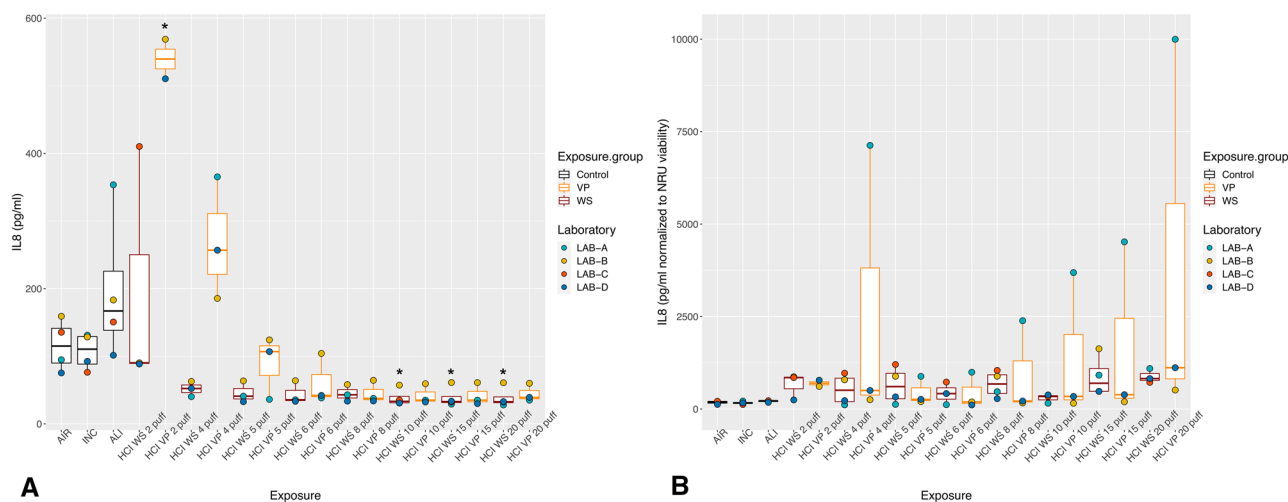 600
400
200
0
IL8 (pg/ml)
*
*
*
*
AIR
INC
ALI
HCI WS 2 puff
HCI VP 2 puff
HCI WS 4 puff
HCI VP 4 puff
HCI WS 5 puff
HCI VP 5 puff
HCI WS 6 puff
HCI VP 6 puff
HCI WS 8 puff
HCI VP 8 puff
HCI WS 10 puff
HCI VP 10 puff
HCI WS 15 puff
HCI VP 15 puff
HCI WS 20 puff
HCI VP 20 puff
Exposure
A
Exposure.group
Control
VP
WS
Laboratory
LAB-A
LAB-B
LAB-C
LAB-D
10000
7500
5000
2500
0
IL8 (pg/ml normalized to NRU viability)
AIR
INC
ALI
HCI WS 2 puff
HCI VP 2 puff
HCI WS 4 puff
HCI VP 4 puff
HCI WS 5 puff
HCI VP 5 puff
HCI WS 6 puff
HCI VP 6 puff
HCI WS 8 puff
HCI VP 8 puff
HCI WS 10 puff
HCI VP 10 puff
HCI WS 15 puff
HCI VP 15 puff
HCI WS 20 puff
HCI VP 20 puff
Exposure
B
Exposure.group
Control
VP
WS
Laboratory
LAB-A
LAB-B
LAB-C
LAB-D